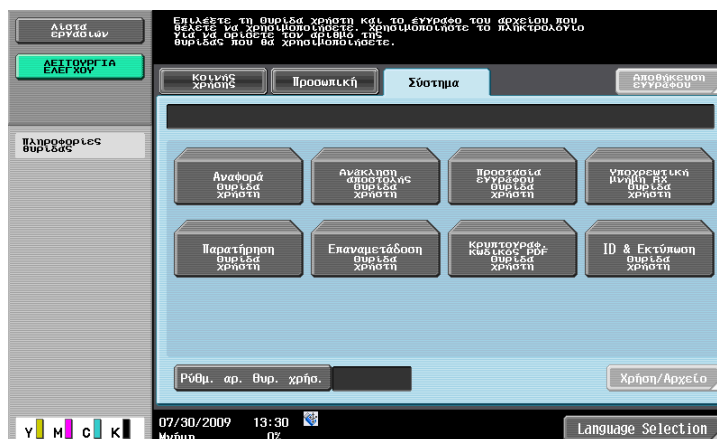 Λίστα
εργασιών
ΛΕΙΤΟΥΡΓΙΑ
ΕΛΕΓΧΟΥ
Πληροφορίες
θυρίδας
Επιλέξτε τη θυρίδα χρήστη και το έγγραφο του αρχείου που
θέλετε να χρησιμοποιήσετε. Χρησιμοποιήστε το πληκτρολόγιο
για να ορίσετε τον αριθμό της
θυρίδας που θα χρησιμοποιήσετε.
Κοινής
χρήσης
Προσωπική
Σύστημα
Αποθήκευση
εγγράφου
Αναφορά
θυρίδα
χρήστη
Ανάκληση
αποστολής
θυρίδα
χρήστη
Προστασία
εγγράφου
θυρίδα
χρήστη
Υποχρεωτική
μνήμη RX
θυρίδα
χρήστη
Παρατήρηση
θυρίδα
χρήστη
Επαναμετάδοση
θυρίδα
χρήστη
Κρυπτογραφ.
κωδικός PDF
θυρίδα
χρήστη
ID & Εκτύπωση
θυρίδα
χρήστη
Ρύθμ. αρ. θυρ. χρήσ.
Χρήση/Αρχείο
Y M C K
07/30/2009 13:30
Μνήμη 0%
Language Selection